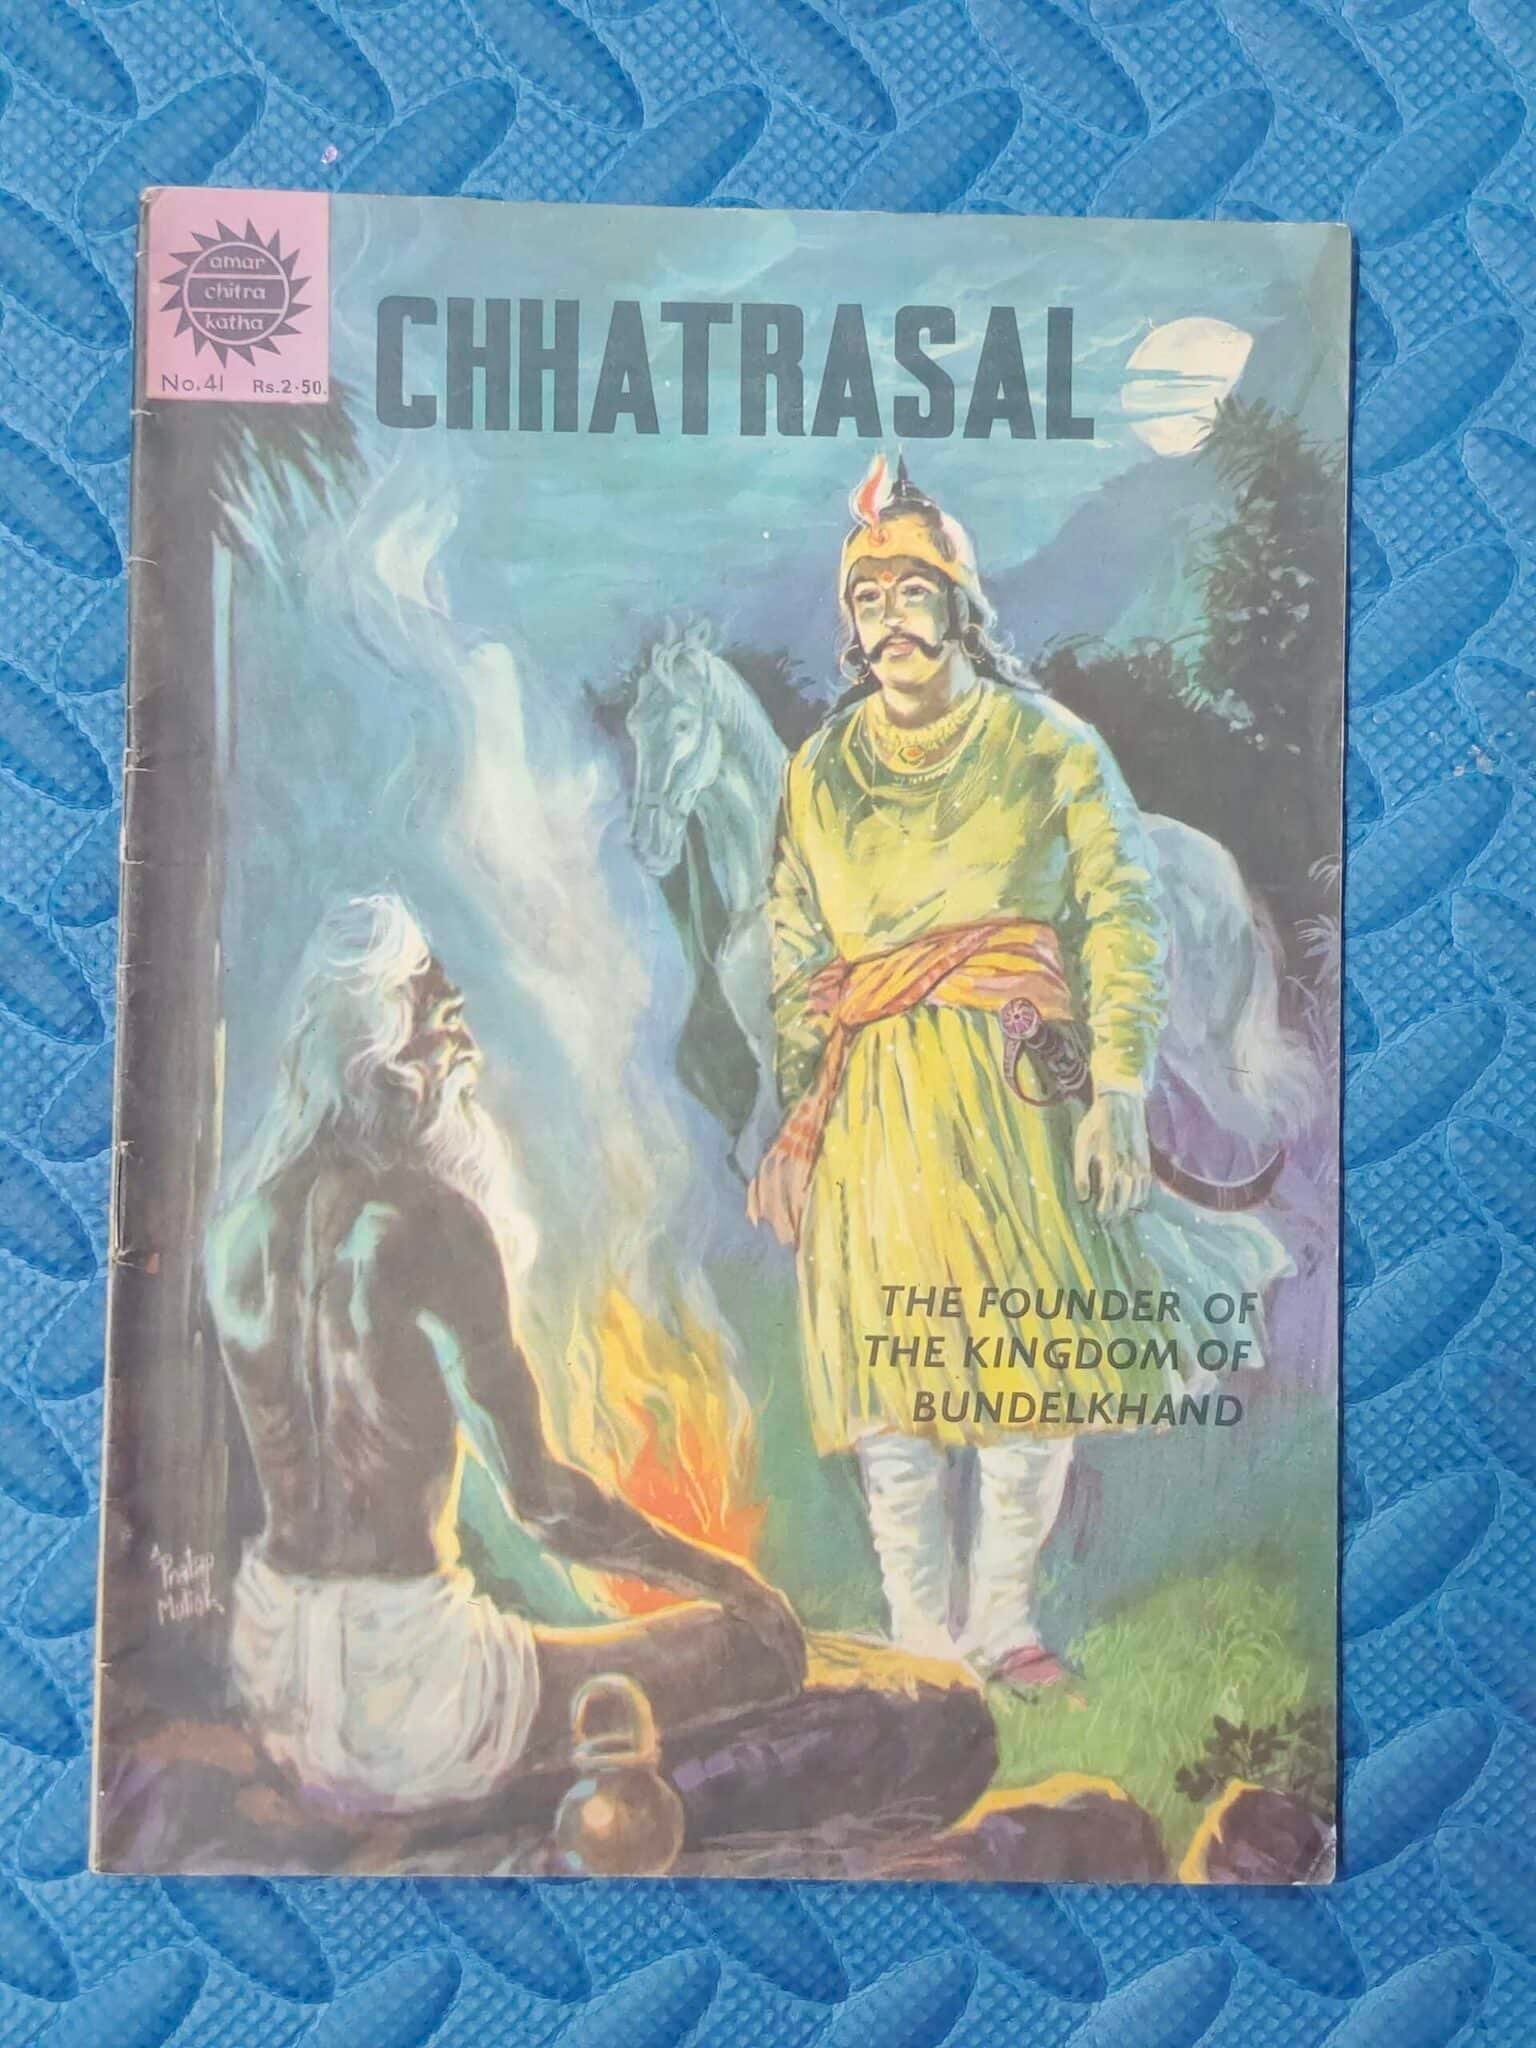 amar
chitra
katha
No.41 Rs.2.50.
CHHATRASAL
THE FOUNDER OF
THE KINGDOM OF
BUNDELKHAND
Pratap
Mulick